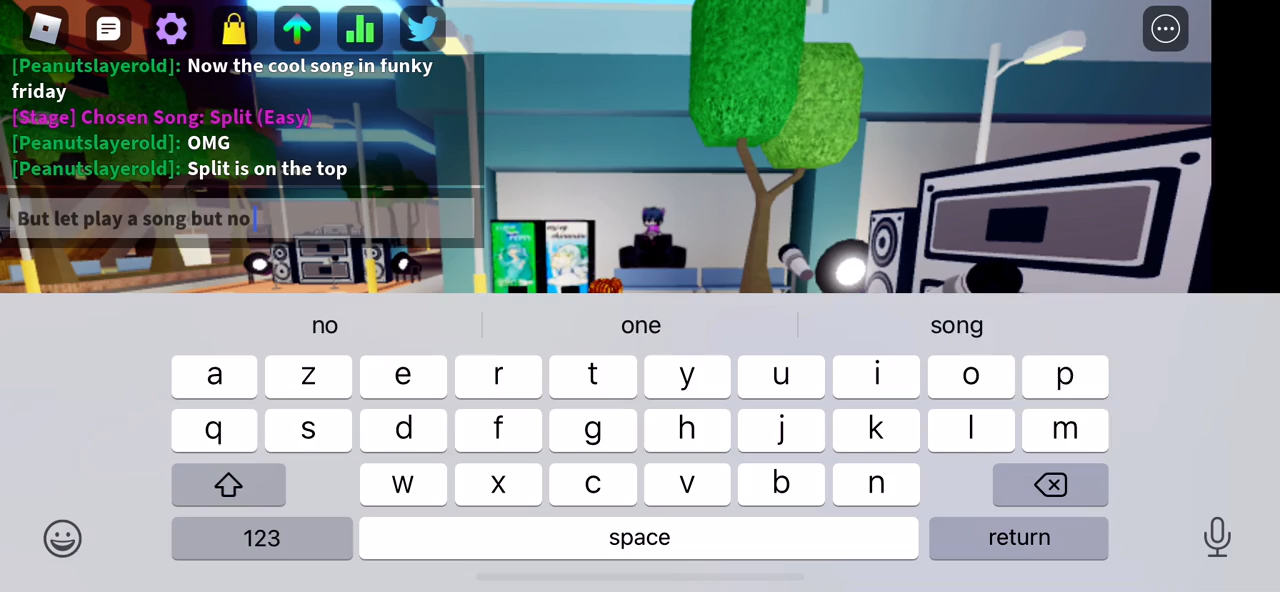 [Peanutslayerold]: Now the cool song in funky
friday
[Stage] Chosen Song: Split (Easy)
[Peanutslayerold]: OMG
[Peanutslayerold]: Split is on the top
But let play a song but no
no one song
a z e r t y u i o p
q s d f g h j k l m
w x c v b n
123 space return